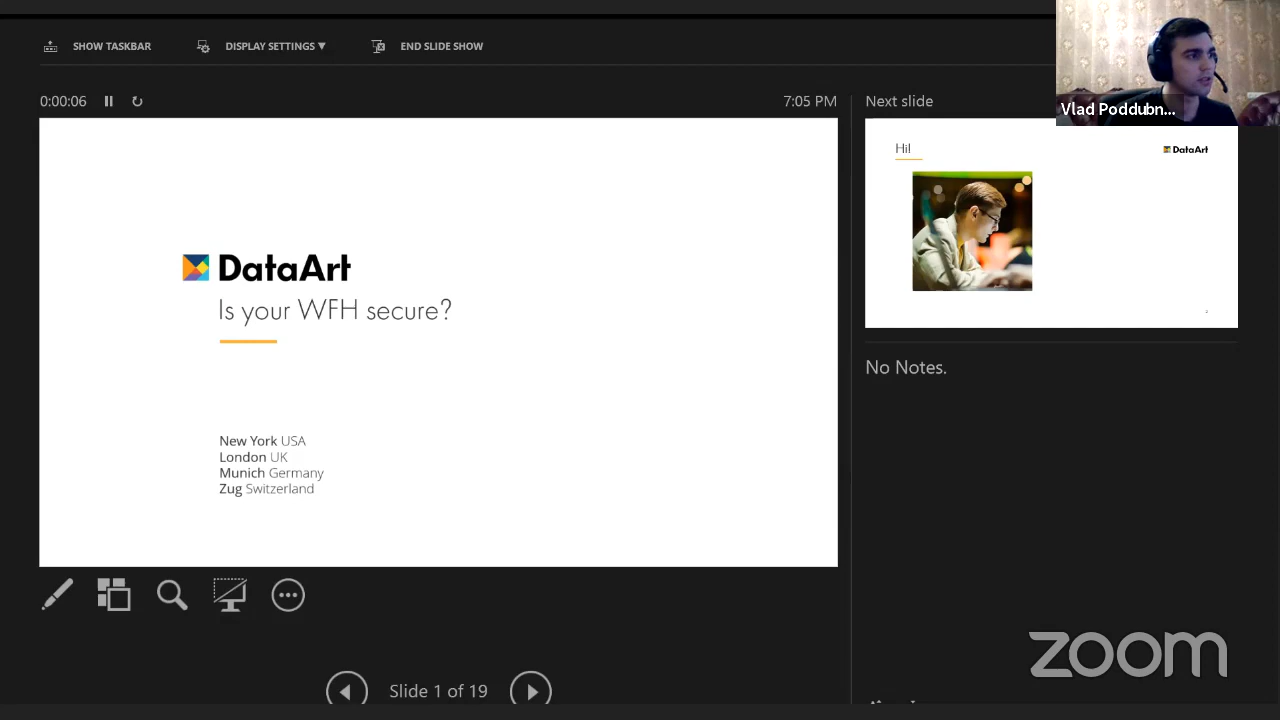 SHOW TASKBAR
DISPLAY SETTINGS ▼
END SLIDE SHOW
0:00:06
7:05 PM
Next slide
Vlad Poddubn...
DataArt
Is your WFH secure?
New York USA
London UK
Munich Germany
Zug Switzerland
Hi!
DataArt
2
No Notes.
Slide 1 of 19
zoom